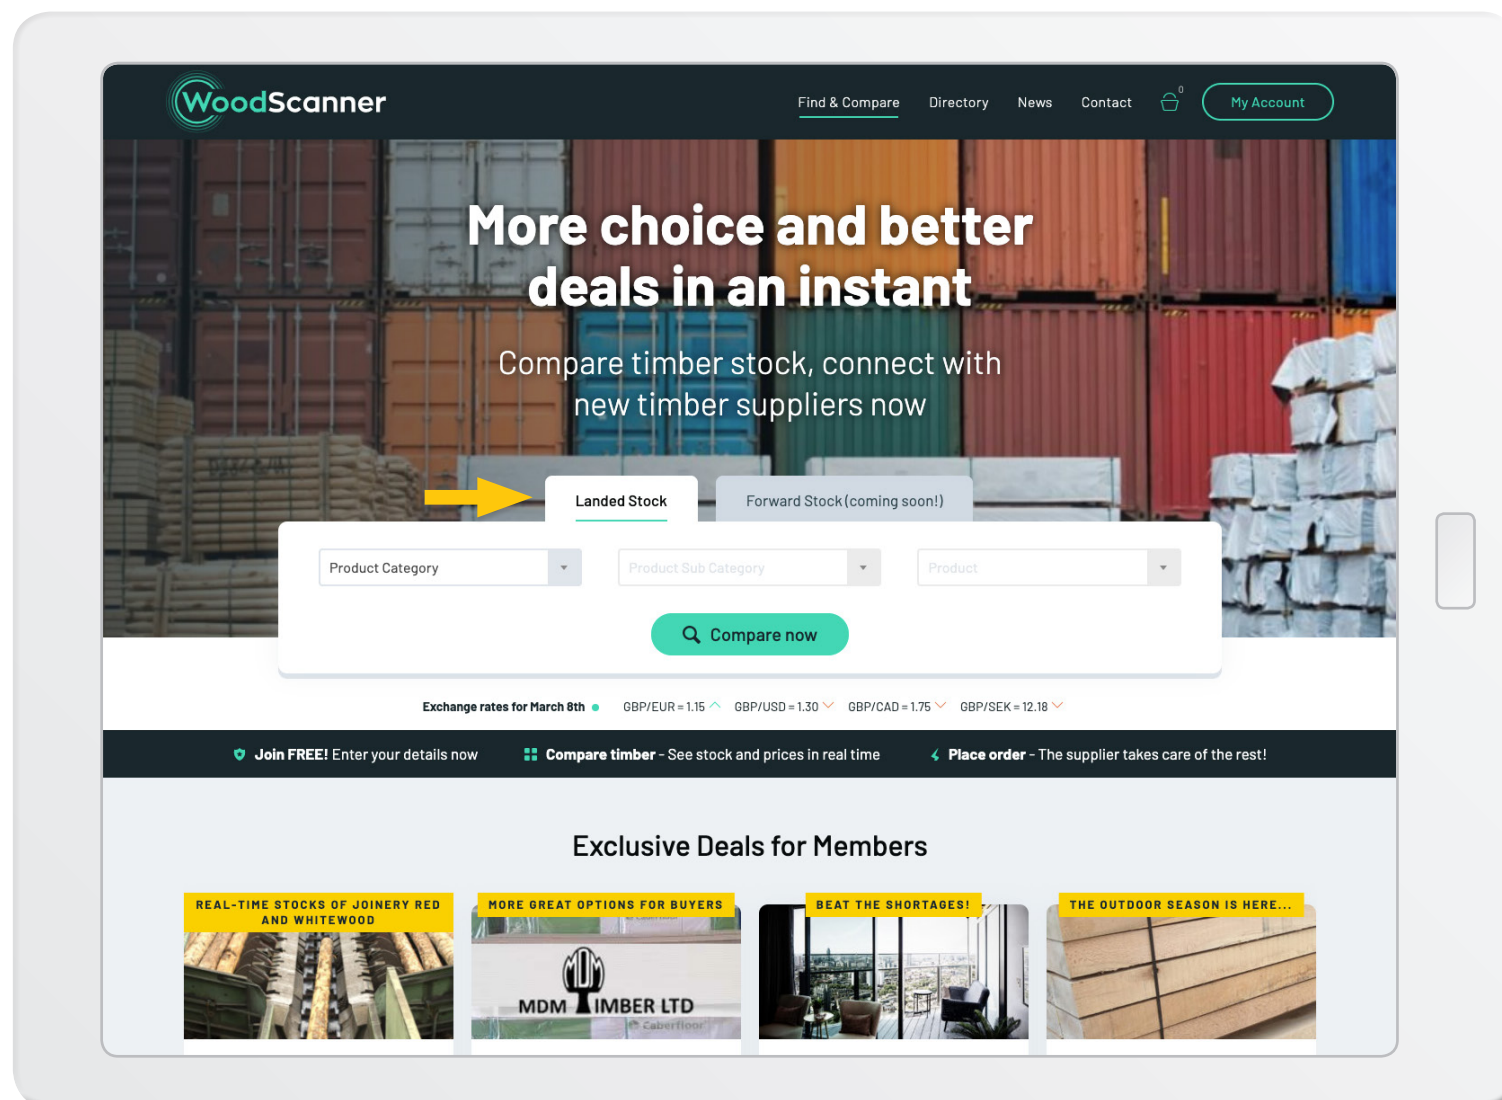 WoodScanner
Find & Compare
Directory
News
Contact
0
My Account
More choice and better
deals in an instant
Compare timber stock, connect with
new timber suppliers now
Landed Stock
Forward Stock (coming soon!)
Product Category
Product Sub Category
Product
Compare now
Exchange rates for March 8th
GBP/EUR = 1.15
GBP/USD = 1.30
GBP/CAD = 1.75
GBP/SEK = 12.18
Join FREE! Enter your details now
Compare timber - See stock and prices in real time
Place order - The supplier takes care of the rest!
Exclusive Deals for Members
REAL-TIME STOCKS OF JOINERY RED
AND WHITEWOOD
MORE GREAT OPTIONS FOR BUYERS
MDM TIMBER LTD
Caberfloor
BEAT THE SHORTAGES!
THE OUTDOOR SEASON IS HERE...